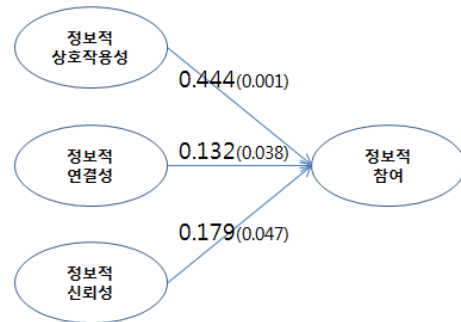 정보적
상호작용성
0.444(0.001)
정보적
연결성
0.132(0.038)
정보적
참여
0.179(0.047)
정보적
신뢰성